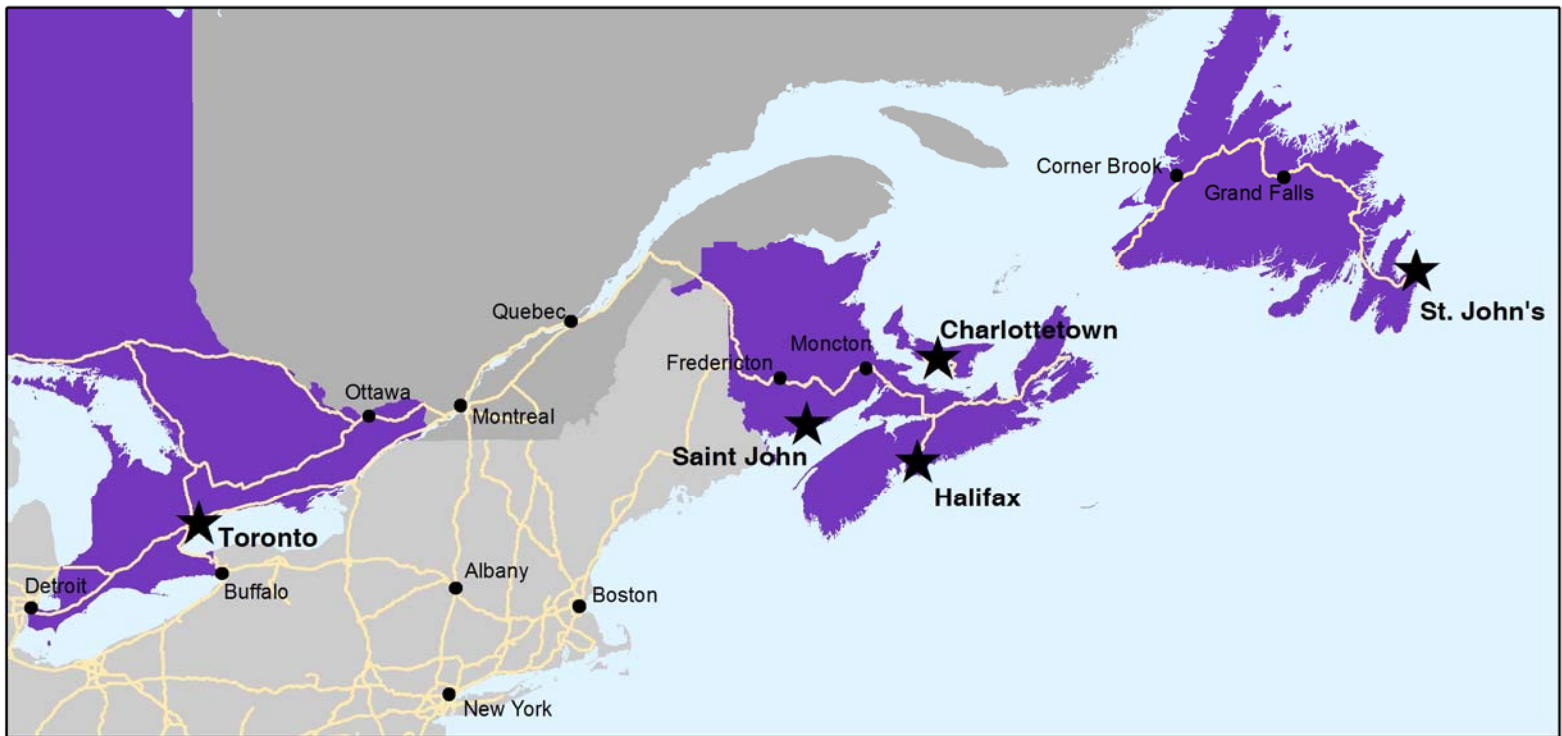 Corner Brook
Grand Falls
St. John's
Quebec
Charlottetown
Moncton
Fredericton
Ottawa
Montreal
Saint John
Halifax
Toronto
Albany
Detroit
Buffalo
Boston
New York